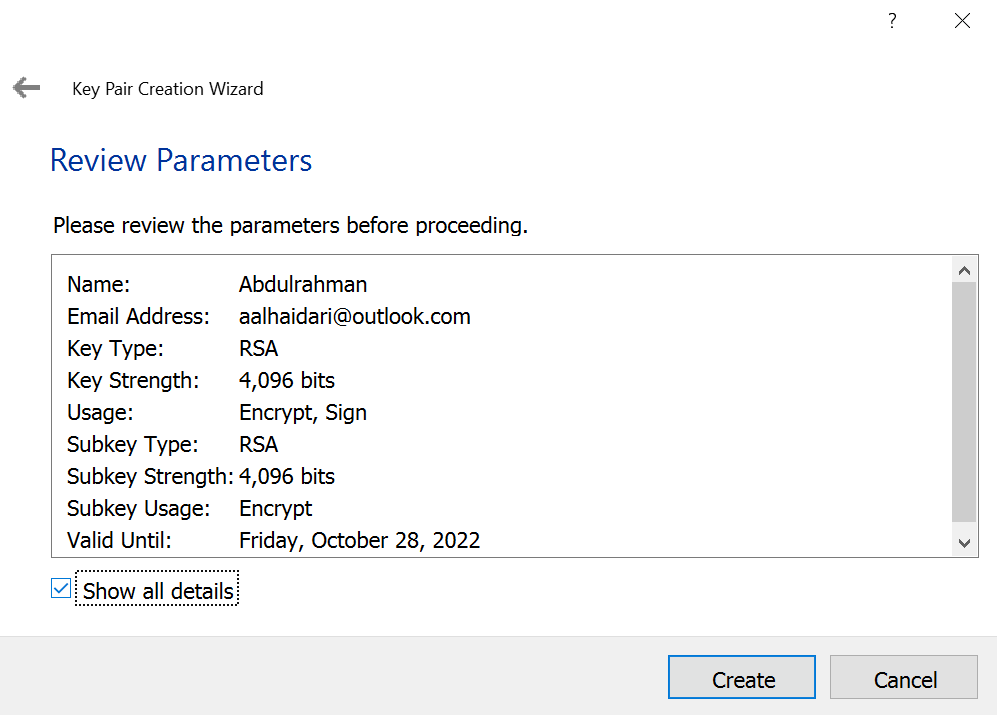 ?
Key Pair Creation Wizard
Review Parameters
Please review the parameters before proceeding.
Name: Abdulrahman
Email Address: aalhaidari@outlook.com
Key Type: RSA
Key Strength: 4,096 bits
Usage: Encrypt, Sign
Subkey Type: RSA
Subkey Strength: 4,096 bits
Subkey Usage: Encrypt
Valid Until: Friday, October 28, 2022
Show all details
Create Cancel